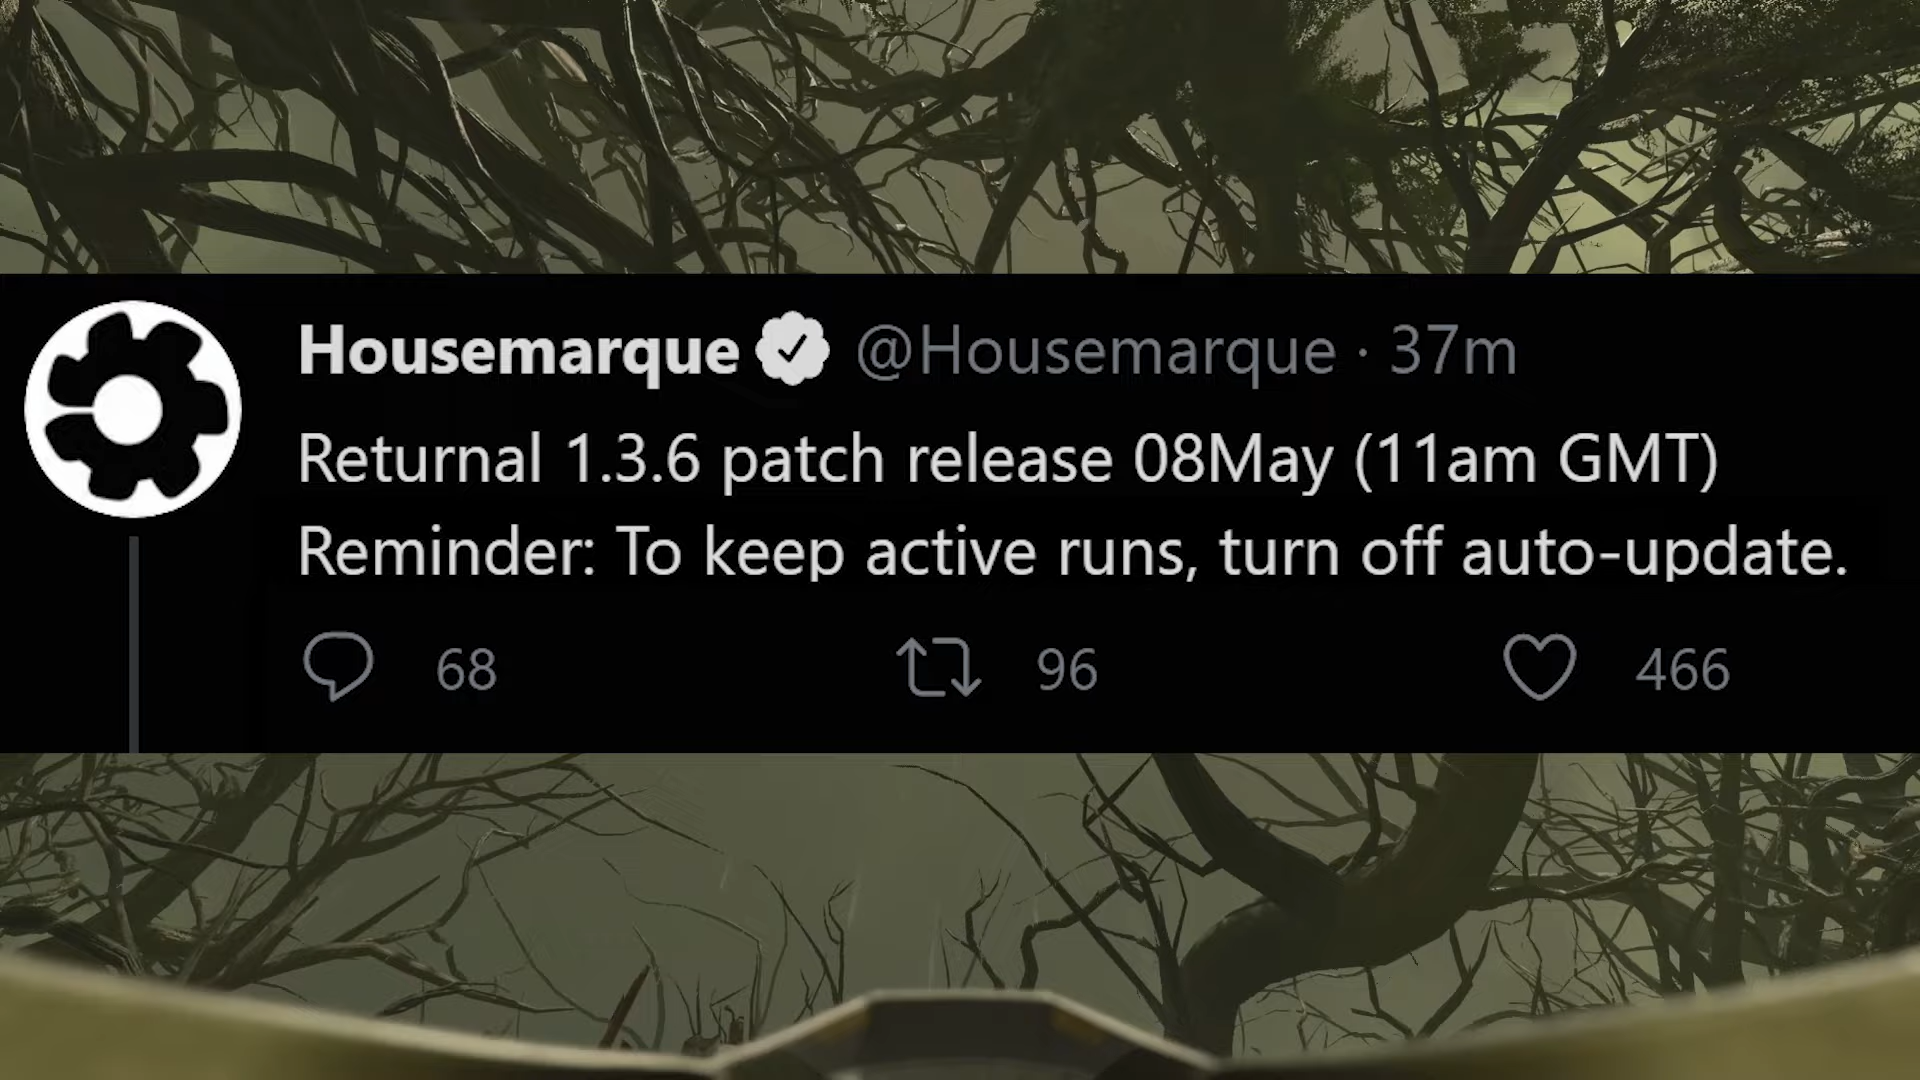 Housemarque @Housemarque · 37m
Returnal 1.3.6 patch release 08May (11am GMT)
Reminder: To keep active runs, turn off auto-update.
68 96 466